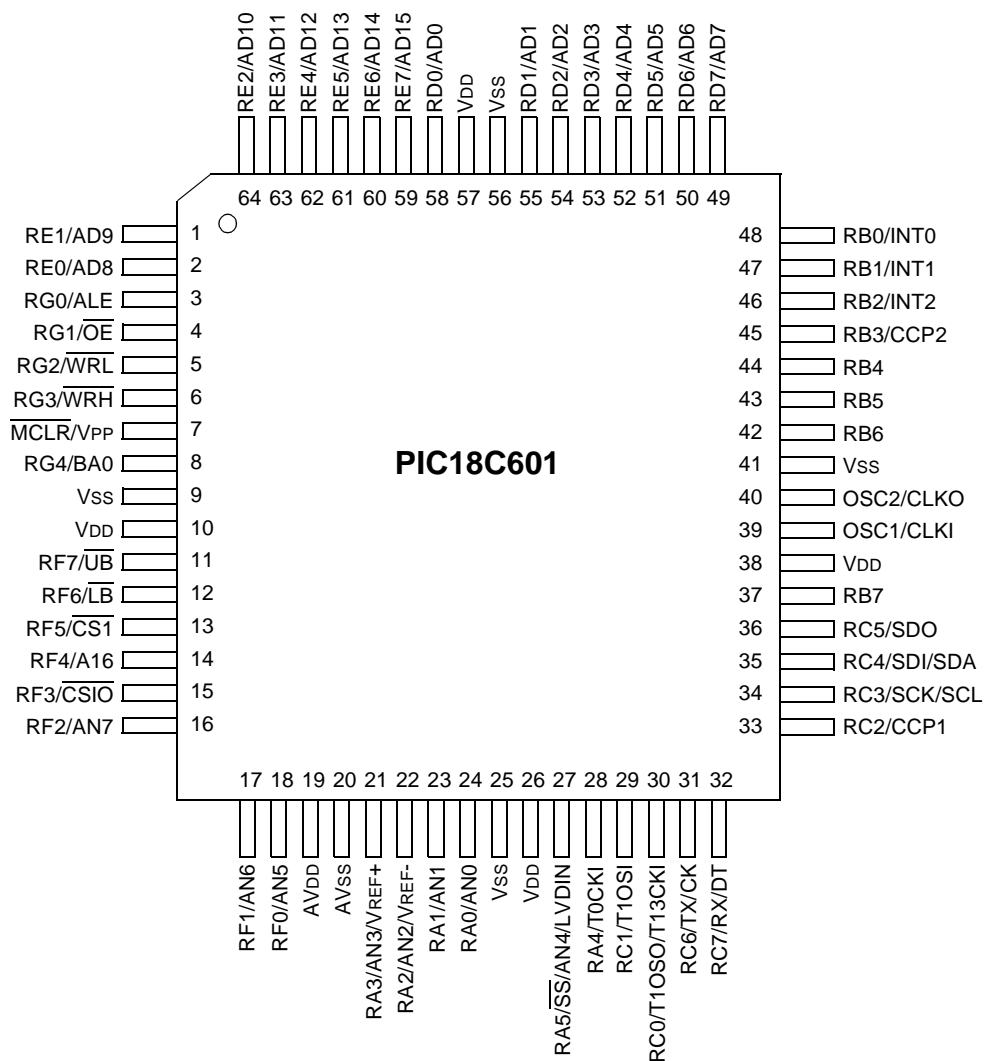 RE2/AD10
RE3/AD11
RE4/AD12
RE5/AD13
RE6/AD14
RE7/AD15
RD0/AD0
VDD
VSS
RD1/AD1
RD2/AD2
RD3/AD3
RD4/AD4
RD5/AD5
RD6/AD6
RD7/AD7
64 63 62 61 60 59 58 57 56 55 54 53 52 51 50 49
RE1/AD9 1
RE0/AD8 2
RG0/ALE 3
RG1/O̅E̅ 4
RG2/W̅R̅L̅ 5
RG3/W̅R̅H̅ 6
M̅C̅L̅R̅/VPP 7
RG4/BA0 8
VSS 9
VDD 10
RF7/U̅B̅ 11
RF6/L̅B̅ 12
RF5/C̅S̅1̅ 13
RF4/A16 14
RF3/C̅S̅I̅O̅ 15
RF2/AN7 16
PIC18C601
48 RB0/INT0
47 RB1/INT1
46 RB2/INT2
45 RB3/CCP2
44 RB4
43 RB5
42 RB6
41 VSS
40 OSC2/CLKO
39 OSC1/CLKI
38 VDD
37 RB7
36 RC5/SDO
35 RC4/SDI/SDA
34 RC3/SCK/SCL
33 RC2/CCP1
17 18 19 20 21 22 23 24 25 26 27 28 29 30 31 32
RF1/AN6
RF0/AN5
AVDD
AVSS
RA3/AN3/VREF+
RA2/AN2/VREF-
RA1/AN1
RA0/AN0
VSS
VDD
RA5/S̅S̅/AN4/LVDIN
RA4/T0CKI
RC1/T1OSI
RC0/T1OSO/T13CKI
RC6/TX/CK
RC7/RX/DT